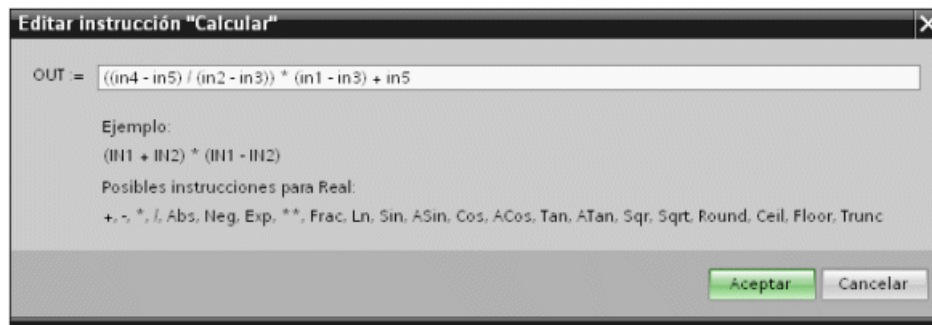 Editar instrucción "Calcular"
OUT := ((in4 - in5) / (in2 - in3)) * (in1 - in3) + in5
Ejemplo:
(IN1 + IN2) * (IN1 - IN2)
Posibles instrucciones para Real:
+, -, *, /, Abs, Neg, Exp, **, Frac, Ln, Sin, ASin, Cos, ACos, Tan, ATan, Sqr, Sqrt, Round, Ceil, Floor, Trunc
Aceptar Cancelar